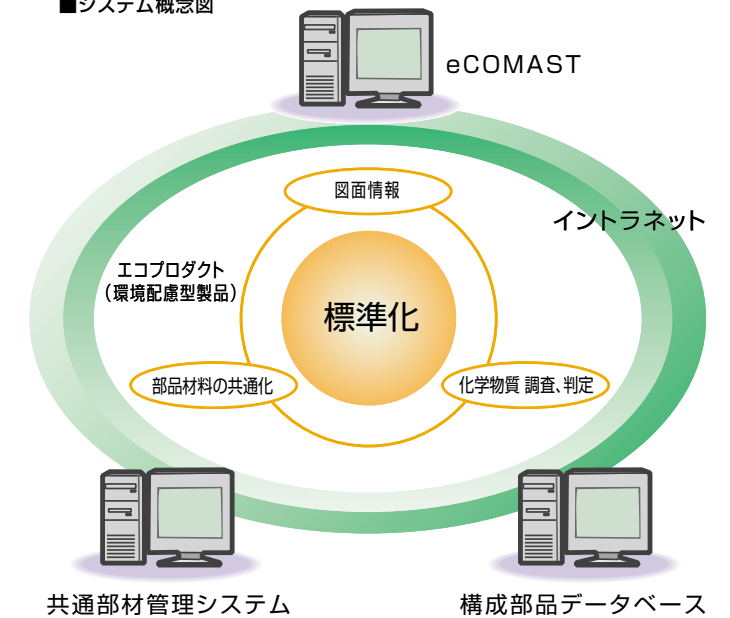 ■システム概念図
eCOMAST
図面情報
イントラネット
エコプロダクト
（環境配慮型製品）
標準化
部品材料の共通化
化学物質 調査、判定
共通部材管理システム
構成部品データベース